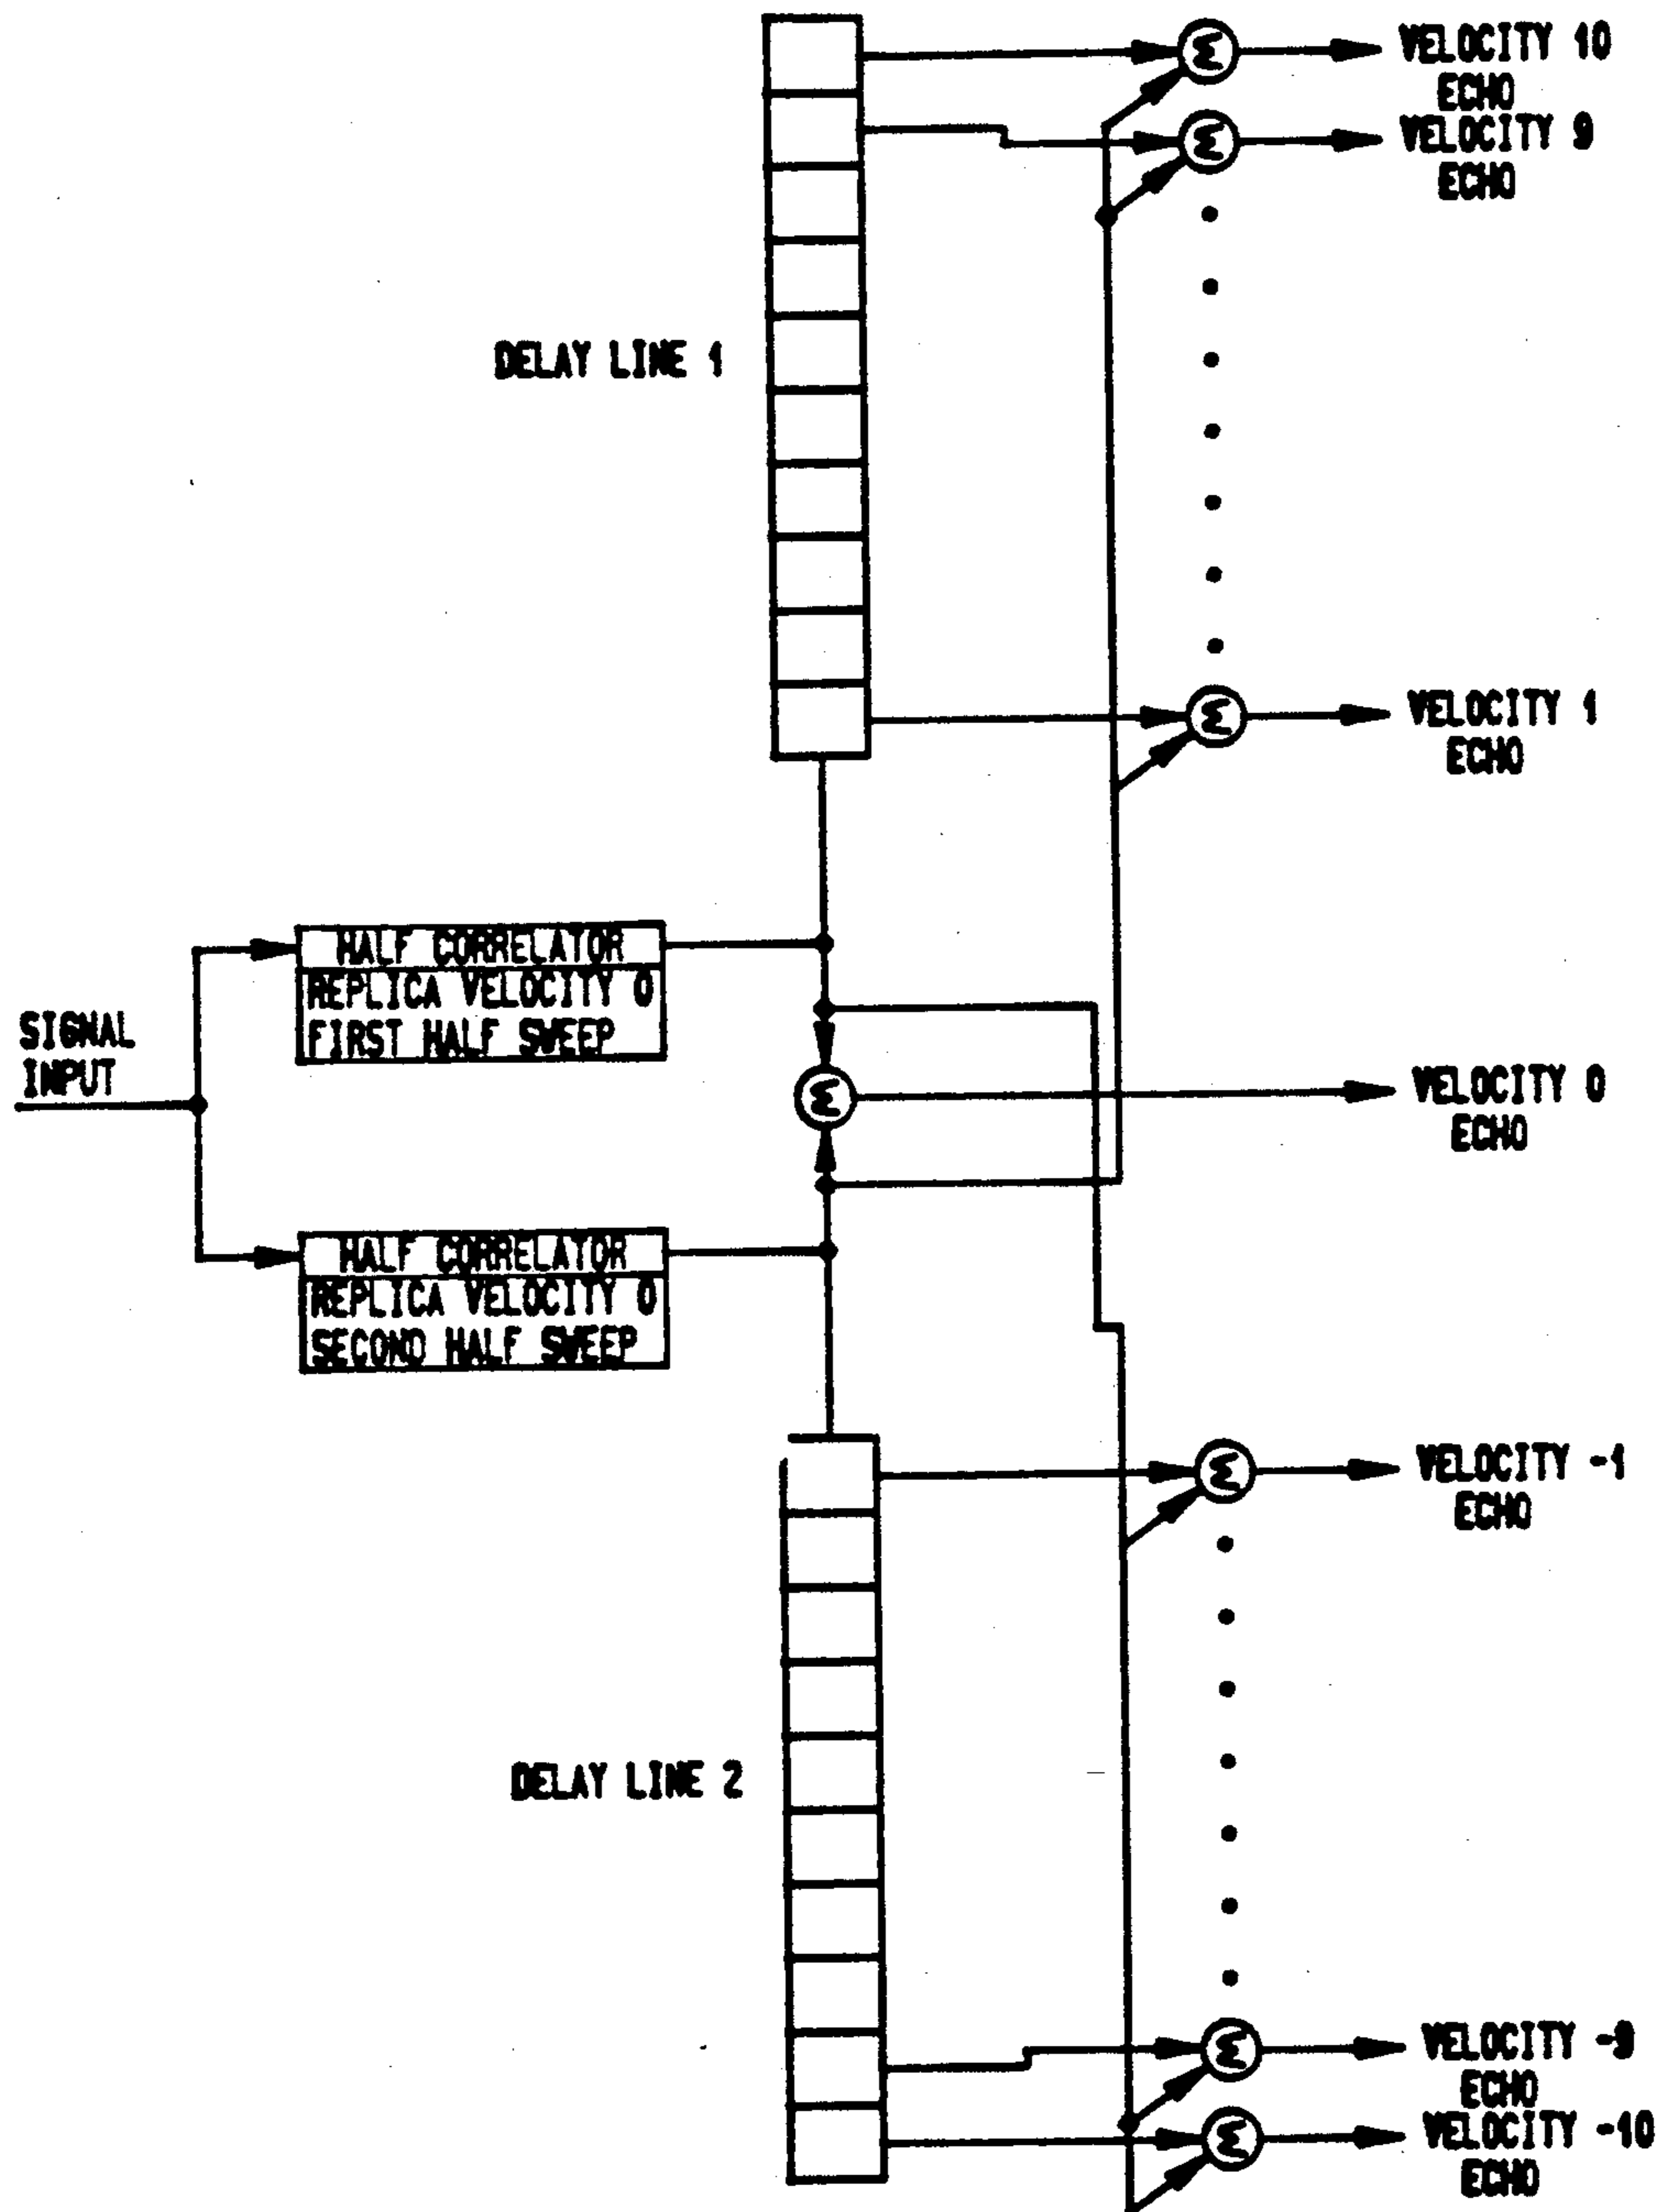 VELOCITY 10
ECHO
Σ
VELOCITY 9
ECHO
Σ
DELAY LINE 1
VELOCITY 1
ECHO
Σ
HALF CORRELATOR
REPLICA VELOCITY 0
FIRST HALF SWEEP
SIGNAL
INPUT
Σ
VELOCITY 0
ECHO
HALF CORRELATOR
REPLICA VELOCITY 0
SECOND HALF SWEEP
Σ
VELOCITY -1
ECHO
DELAY LINE 2
Σ
VELOCITY -9
ECHO
Σ
VELOCITY -10
ECHO